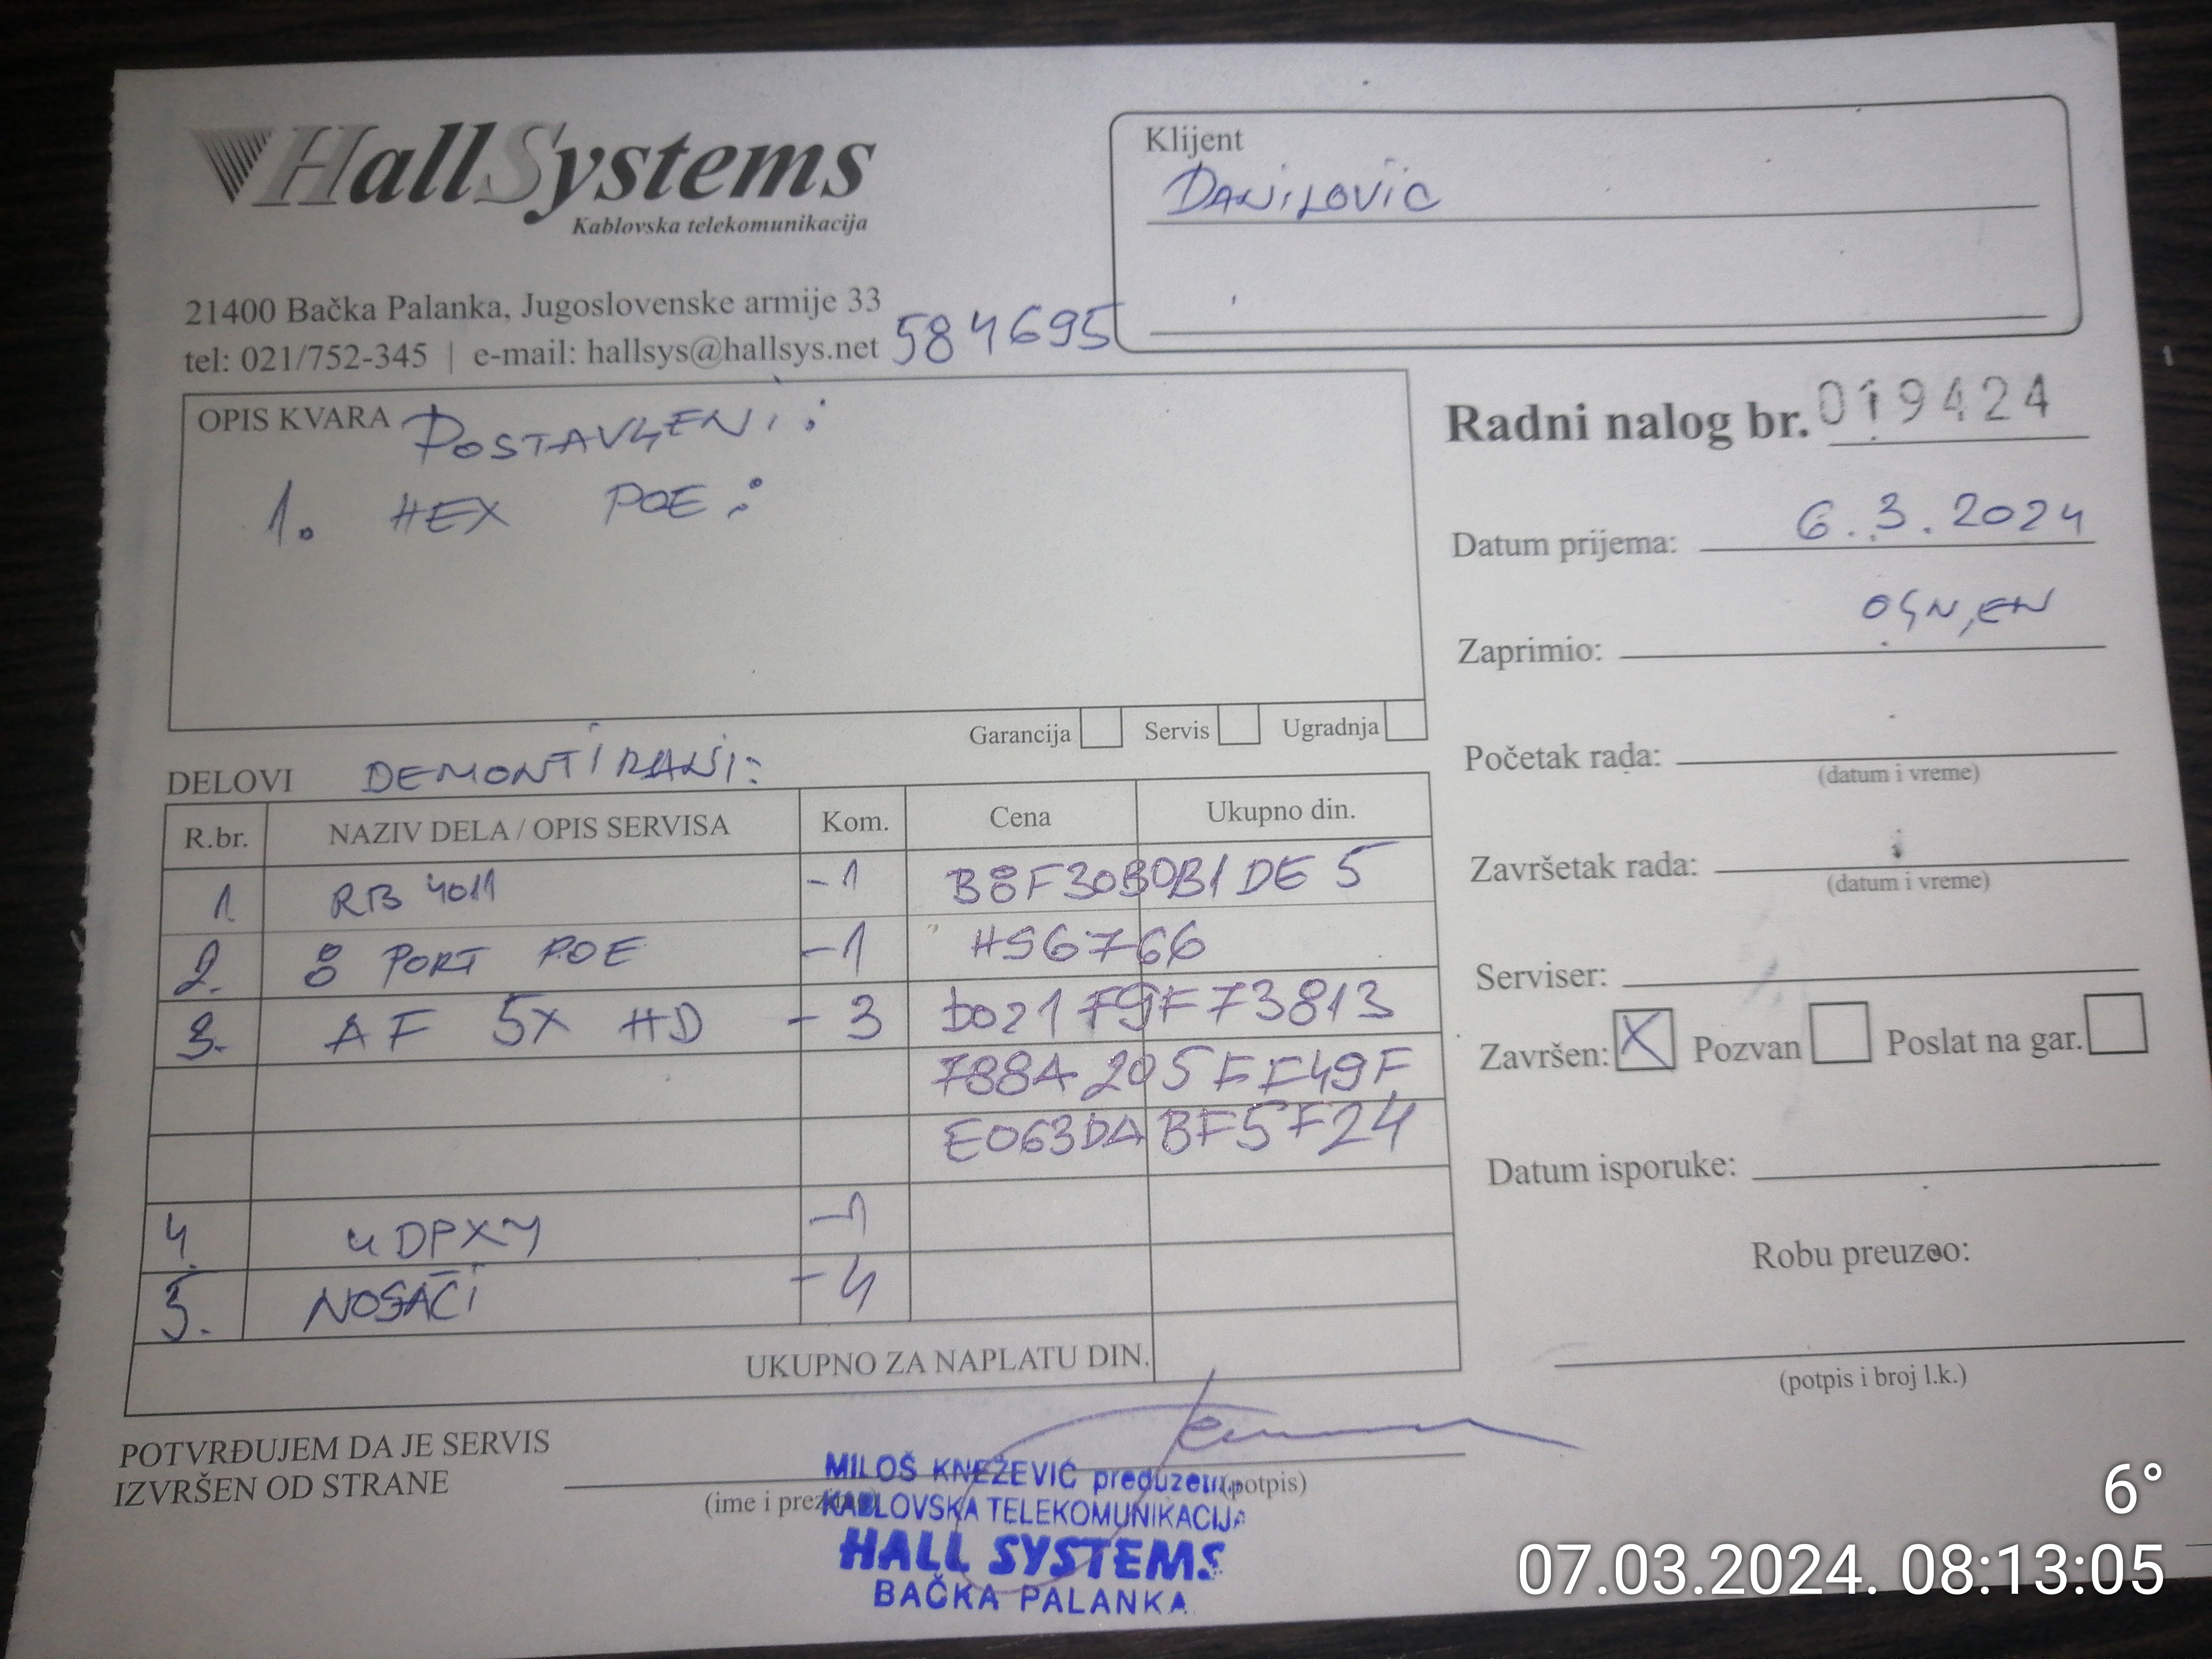 HallSystems
Kablovska telekomunikacija
21400 Bačka Palanka, Jugoslovenske armije 33
tel: 021/752-345 | e-mail: hallsys@hallsys.net 584695
Klijent
DANILOVIC
OPIS KVARA POSTAVLJENI:
1. HEX POE:
Garancija Servis Ugradnja
Radni nalog br. 019424
Datum prijema: 6.3.2024
Zaprimio: OGNJEN
Početak rada:
(datum i vreme)
Završetak rada:
(datum i vreme)
Serviser:
Završen: X Pozvan Poslat na gar.
Datum isporuke:
Robu preuzeo:
(potpis i broj l.k.)
DELOVI DEMONTIRANI:
R.br. NAZIV DELA / OPIS SERVISA Kom. Cena Ukupno din.
1. RB 4011 -1 B8F30B0B1DE5
2. 8 PORT POE -1 HS6766
3. AF 5X HD - 3 D021F9F73813
788A205FF49F
E063DABF5F24
4. 4DPX4 -1
5. NOSAČI -4
UKUPNO ZA NAPLATU DIN.
POTVRĐUJEM DA JE SERVIS
IZVRŠEN OD STRANE
(potpis)
MILOŠ KNEŽEVIĆ preduzetn
KABLOVSKA TELEKOMUNIKACIJA
HALL SYSTEMS
BAČKA PALANKA
6°
07.03.2024. 08:13:05